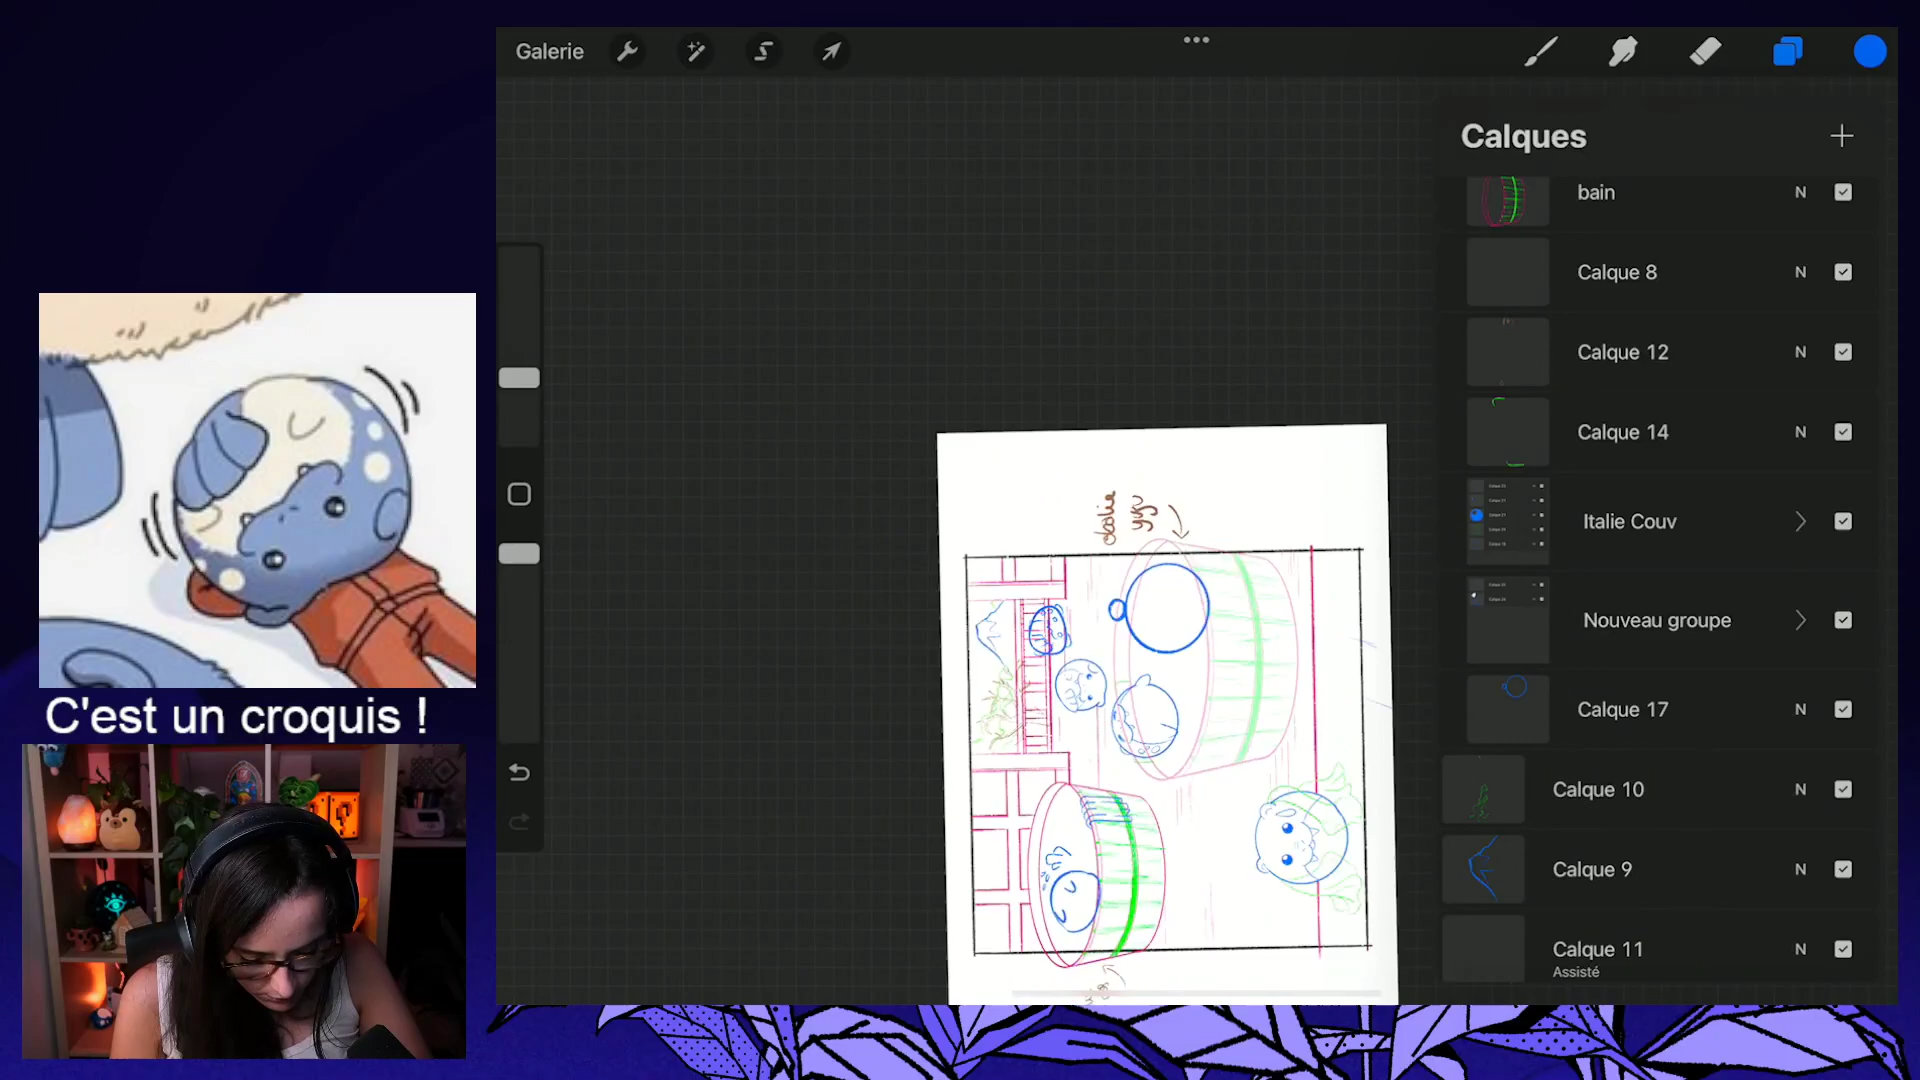 Galerie
Calques
bain N
Calque 8 N
Calque 12 N
Calque 14 N
Italie Couv
Nouveau groupe
Calque 17 N
Calque 10 N
Calque 9 N
Calque 11 N
Assisté
yuzu
C'est un croquis !